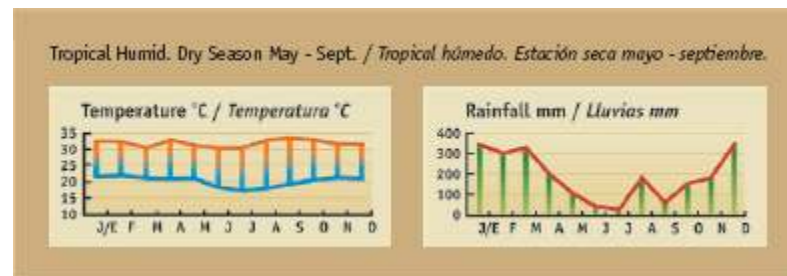 Tropical Humid. Dry Season May - Sept. / Tropical húmedo. Estación seca mayo - septiembre.
Temperature °C / Temperatura °C
35
30
25
20
15
10
J/E F M A M J J A S O N D
Rainfall mm / Lluvias mm
400
300
200
100
0
J/E F M A M J J A S O N D